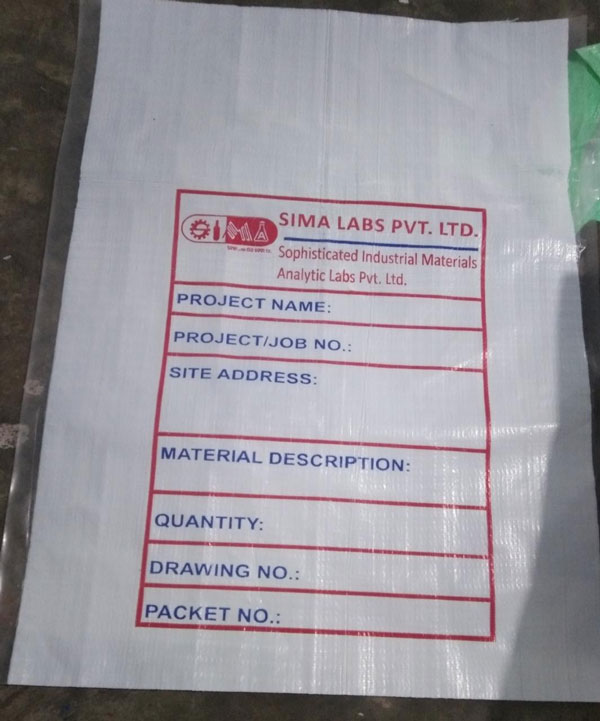 SIMA
SIMA LABS PVT. LTD.
Sophisticated Industrial Materials
Analytic Labs Pvt. Ltd.
PROJECT NAME:
PROJECT/JOB NO.:
SITE ADDRESS:
MATERIAL DESCRIPTION:
QUANTITY:
DRAWING NO.:
PACKET NO.: